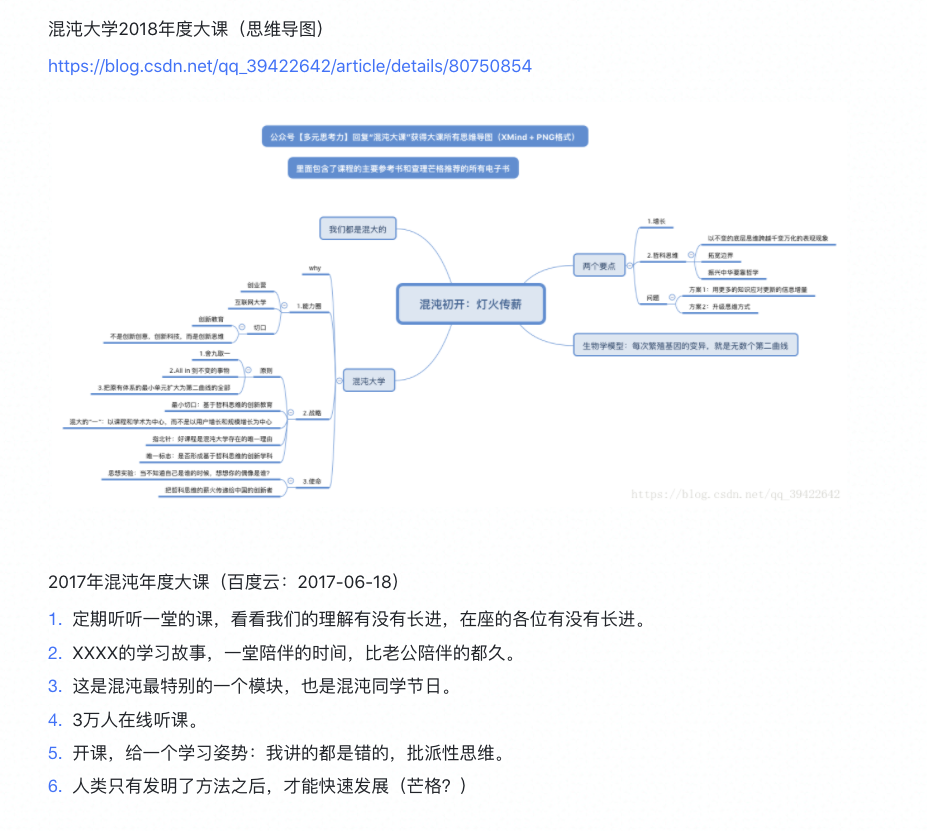 混沌大学2018年度大课（思维导图）
https://blog.csdn.net/qq_39422642/article/details/80750854
公众号【多元思考力】回复“混沌大课”获得大课所有思维导图（XMind + PNG格式）
里面包含了课程的主要参考书和查理芒格推荐的所有电子书
我们都是混大的
混沌初开：灯火传薪
两个要点
1.增长
2.哲科思维
以不变的底层思维跨越千变万化的表现现象
拓宽边界
振兴中华要靠哲学
问题
方案1：用更多的知识应对更新的信息增量
方案2：升级思维方式
生物学模型：每次繁殖基因的变异、就是无数个第二曲线
混沌大学
why
1.能力圈
创业营
互联网大学
切口
创新教育
不是创新创意，创新科技，而是创新思维
2.战略
原则
1.舍九取一
2.All in 到不变的事物
3.把原有体系的最小单元扩大为第二曲线的全部
最小切口：基于哲科思维的创新教育
混大的“一”：以课程和学术为中心、而不是以用户增长和规模增长为中心
指北针：好课程是混沌大学存在的唯一理由
唯一标志：是否形成基于哲科思维的创新学科
3.使命
思想实验：当不知道自己是谁的时候，想想你的偶像是谁？
把哲科思维的薪火传递给中国的创新者
https://blog.csdn.net/qq_39422642
2017年混沌年度大课（百度云：2017-06-18）
1. 定期听听一堂的课，看看我们的理解有没有长进，在座的各位有没有长进。
2. XXXX的学习故事，一堂陪伴的时间，比老公陪伴的都久。
3. 这是混沌最特别的一个模块，也是混沌同学节日。
4. 3万人在线听课。
5. 开课，给一个学习姿势：我讲的都是错的，批派性思维。
6. 人类只有发明了方法之后，才能快速发展（芒格？）